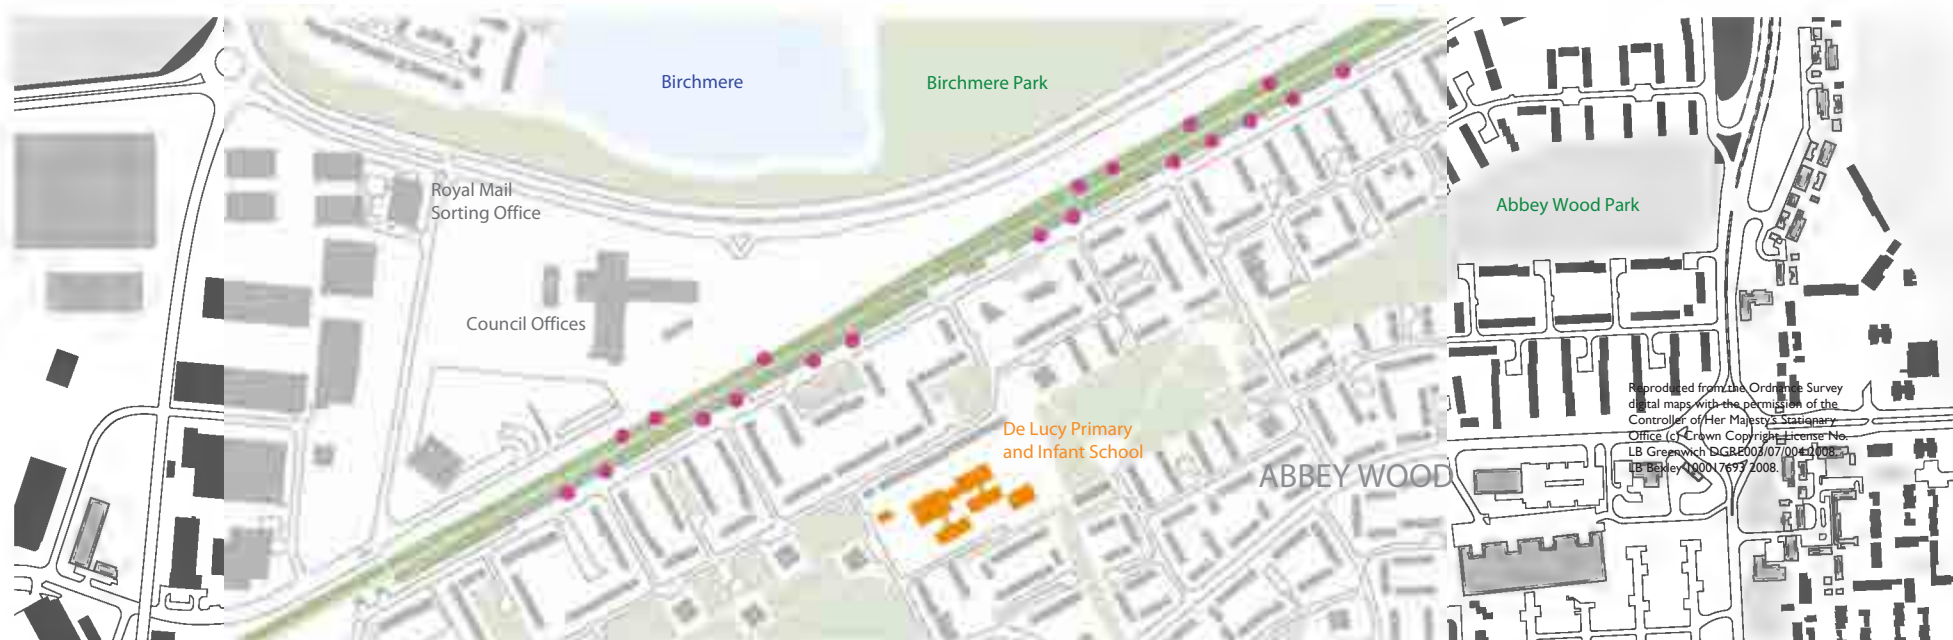 Birchmere
Birchmere Park
Royal Mail
Sorting Office
Abbey Wood Park
Council Offices
De Lucy Primary
and Infant School
ABBEY WOOD
Reproduced from the Ordnance Survey
digital maps with the permission of the
Controller of Her Majesty's Stationary
Office (c) Crown Copyright License No.
LB Greenwich DGRE003/07/004 2008.
LB Bexley 100017693 2008.